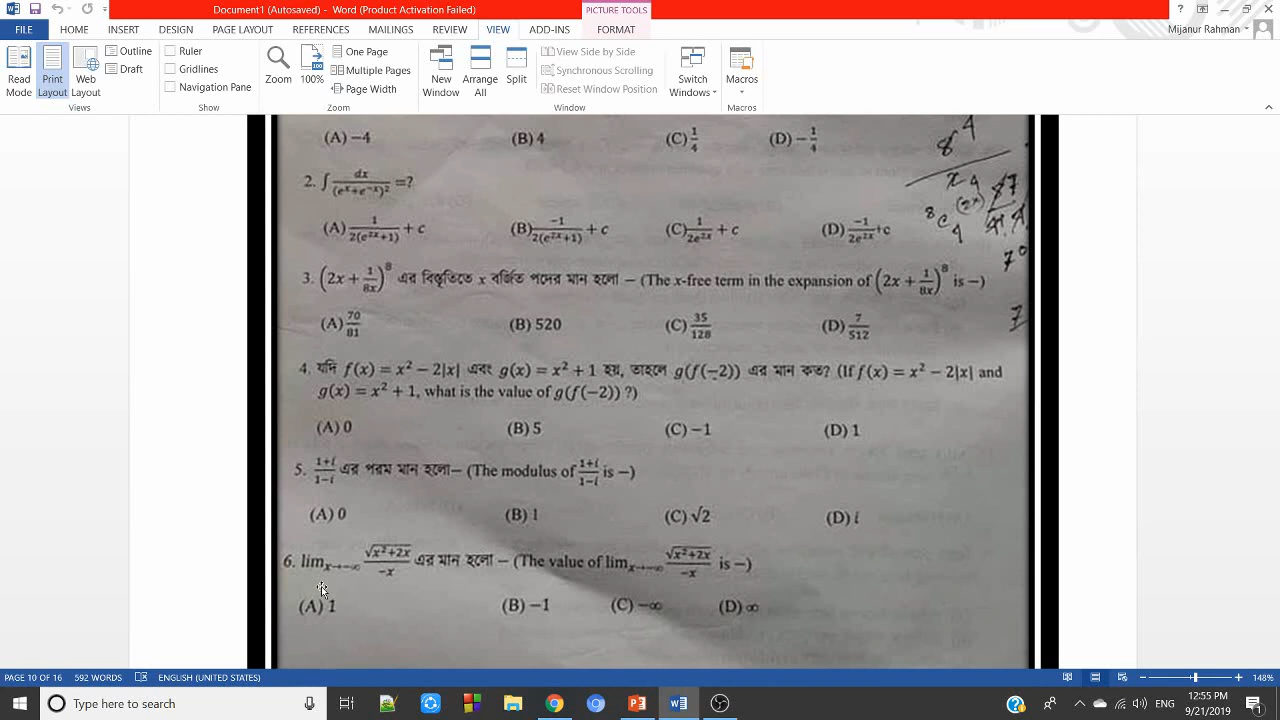 Document1 (Autosaved) - Word (Product Activation Failed)
PICTURE TOOLS
FILE HOME INSERT DESIGN PAGE LAYOUT REFERENCES MAILINGS REVIEW VIEW ADD-INS FORMAT
Mijanur Rahman
Read Mode
Print Layout
Web Layout
Outline
Draft
Views
Ruler
Gridlines
Navigation Pane
Show
Zoom
100%
One Page
Multiple Pages
Page Width
Zoom
New Window
Arrange All
Split
View Side by Side
Synchronous Scrolling
Reset Window Position
Window
Switch Windows
Macros
Macros
(A) −4 (B) 4 (C) 1/4 (D) − 1/4
2. ∫ dx/(eˣ+e⁻ˣ)² =?
(A) 1/2(e²ˣ+1) + c (B) −1/2(e²ˣ+1) + c (C) 1/2e²ˣ + c (D) −1/2e²ˣ +c
3. (2x + 1/8x)⁸ এর বিস্তৃতিতে x বর্জিত পদের মান হলো − (The x-free term in the expansion of (2x + 1/8x)⁸ is −)
(A) 70/81 (B) 520 (C) 35/128 (D) 7/512
4. যদি f(x) = x² − 2|x| এবং g(x) = x² + 1 হয়, তাহলে g(f(−2)) এর মান কত? (If f(x) = x² − 2|x| and
g(x) = x² + 1, what is the value of g(f(−2)) ?)
(A) 0 (B) 5 (C) −1 (D) 1
5. 1+i/1−i এর পরম মান হলো− (The modulus of 1+i/1−i is −)
(A) 0 (B) 1 (C) √2 (D) i
6. limₓ→−∞ √x²+2x/−x এর মান হলো − (The value of limₓ→−∞ √x²+2x/−x is −)
(A) 1 (B) −1 (C) −∞ (D) ∞
PAGE 10 OF 16 592 WORDS ENGLISH (UNITED STATES) 148%
Type here to search
ENG
12:55 PM
9/21/2019